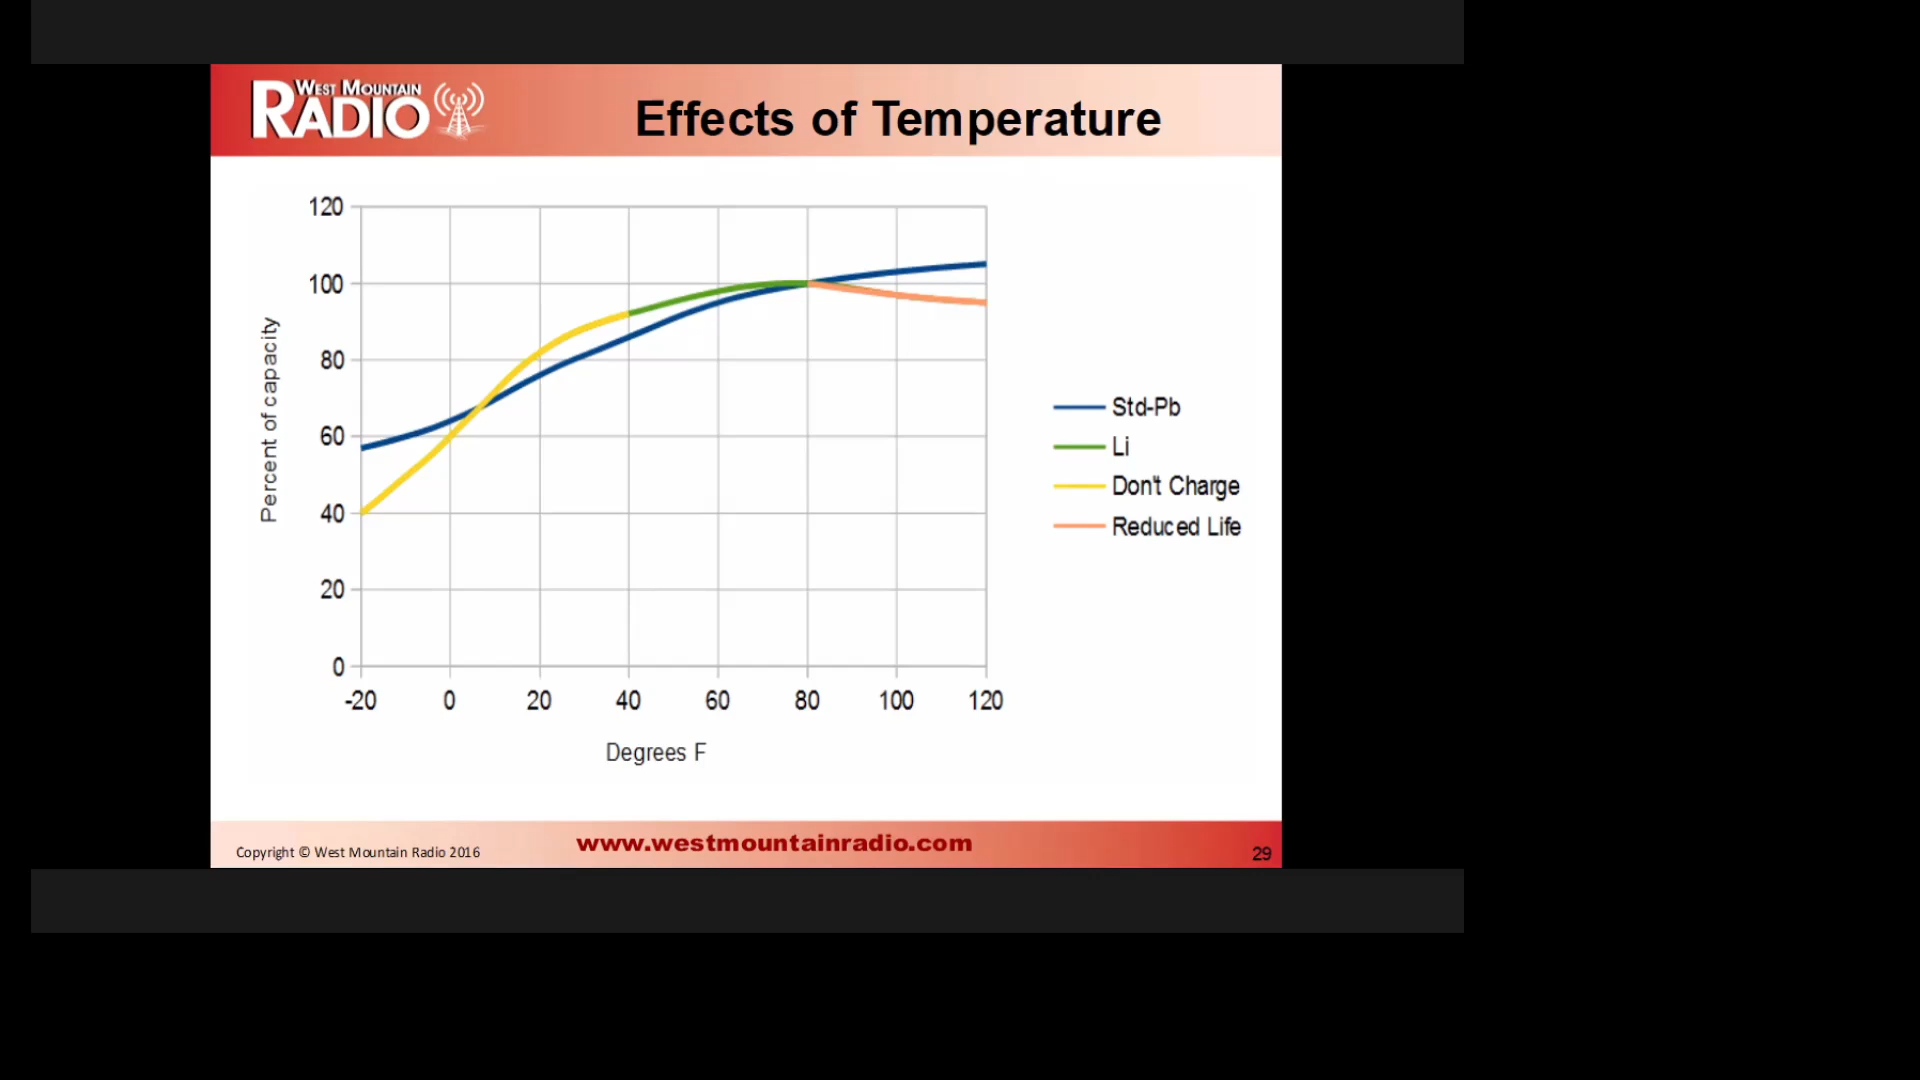 WEST MOUNTAIN
RADIO
Effects of Temperature
120
100
80
60
40
20
0
Percent of capacity
-20 0 20 40 60 80 100 120
Degrees F
Std-Pb
Li
Don't Charge
Reduced Life
Copyright © West Mountain Radio 2016
www.westmountainradio.com
29